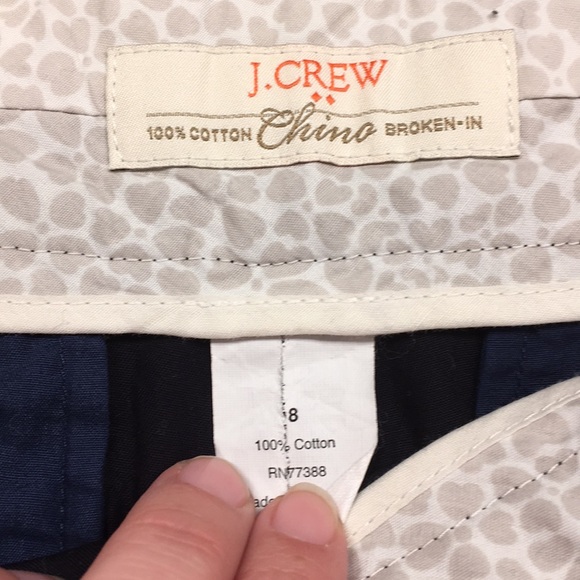 J.CREW
100% COTTON Chino BROKEN-IN
8
100% Cotton
RN77388